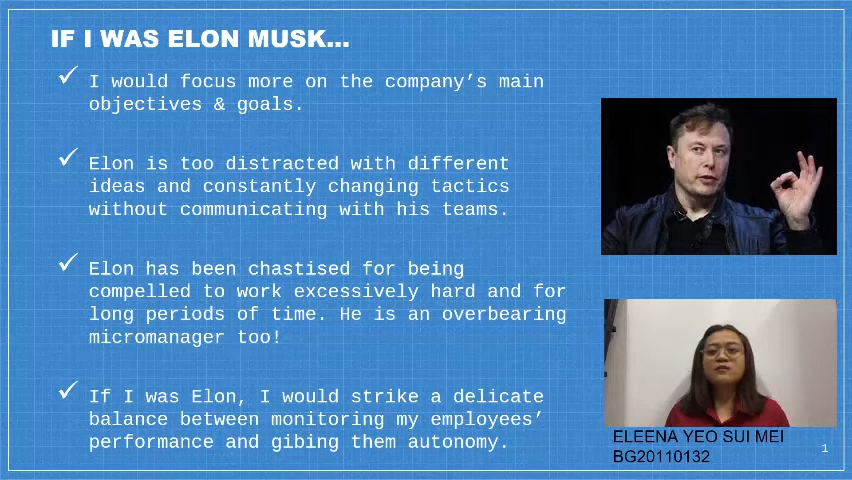 IF I WAS ELON MUSK...
I would focus more on the company's main
objectives & goals.
Elon is too distracted with different
ideas and constantly changing tactics
without communicating with his teams.
Elon has been chastised for being
compelled to work excessively hard and for
long periods of time. He is an overbearing
micromanager too!
If I was Elon, I would strike a delicate
balance between monitoring my employees'
performance and gibing them autonomy.
ELEENA YEO SUI MEI
BG20110132
1